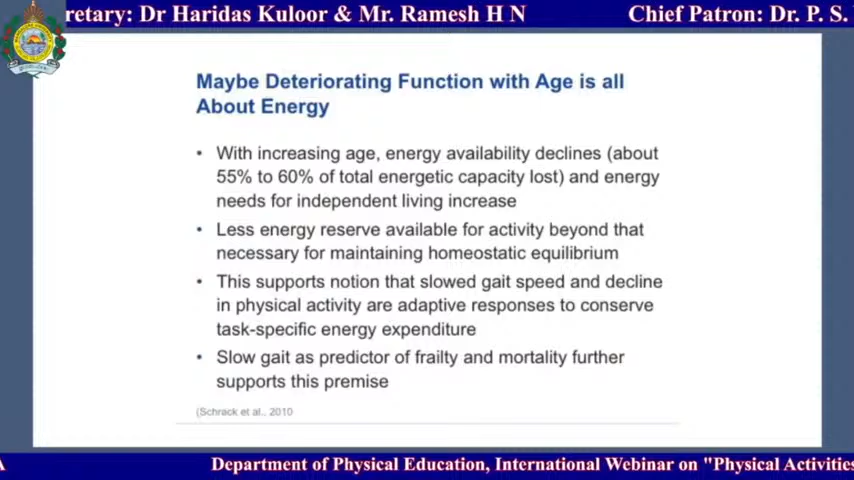 retary: Dr Haridas Kuloor & Mr. Ramesh H N Chief Patron: Dr. P. S.
Maybe Deteriorating Function with Age is all
About Energy
• With increasing age, energy availability declines (about
55% to 60% of total energetic capacity lost) and energy
needs for independent living increase
• Less energy reserve available for activity beyond that
necessary for maintaining homeostatic equilibrium
• This supports notion that slowed gait speed and decline
in physical activity are adaptive responses to conserve
task-specific energy expenditure
• Slow gait as predictor of frailty and mortality further
supports this premise
(Schrack et al., 2010
A Department of Physical Education, International Webinar on "Physical Activities